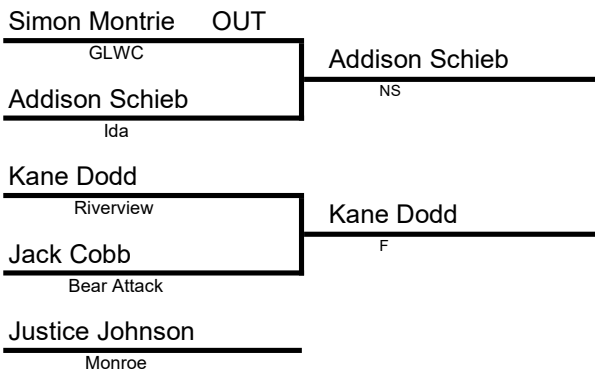 Simon Montrie OUT
GLWC
Addison Schieb
NS
Addison Schieb
Ida
Kane Dodd
Riverview
Kane Dodd
F
Jack Cobb
Bear Attack
Justice Johnson
Monroe